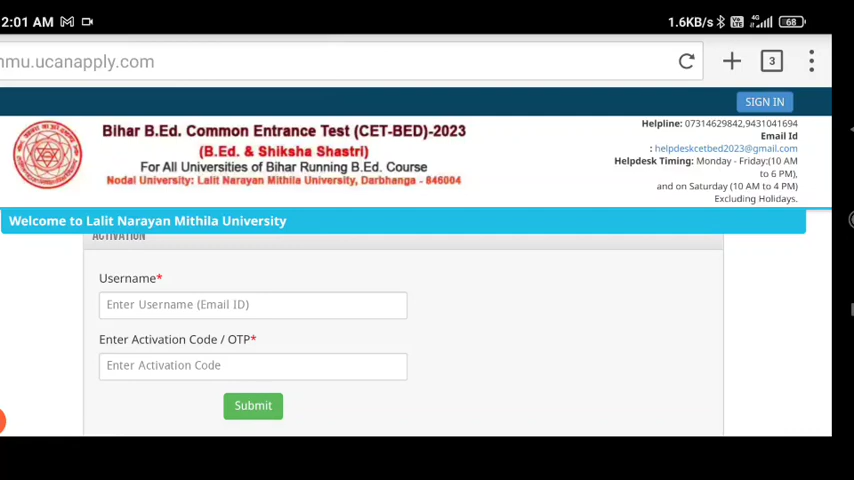 2:01 AM
1.6KB/s 4G 68
nmu.ucanapply.com
3
SIGN IN
Bihar B.Ed. Common Entrance Test (CET-BED)-2023
(B.Ed. & Shiksha Shastri)
For All Universities of Bihar Running B.Ed. Course
Nodal University: Lalit Narayan Mithila University, Darbhanga - 846004
Helpline: 07314629842,9431041694
Email Id
: helpdeskcetbed2023@gmail.com
Helpdesk Timing: Monday - Friday:(10 AM
to 6 PM),
and on Saturday (10 AM to 4 PM)
Excluding Holidays.
Welcome to Lalit Narayan Mithila University
ACTIVATION
Username*
Enter Username (Email ID)
Enter Activation Code / OTP*
Enter Activation Code
Submit